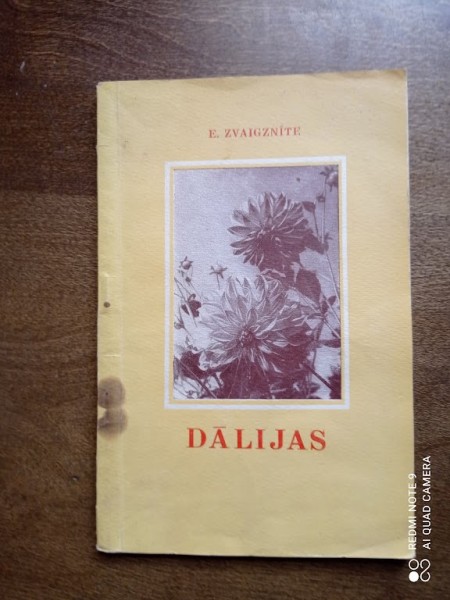 E. ZVAIGZNĪTE
DĀLIJAS
REDMI NOTE 9
AI QUAD CAMERA